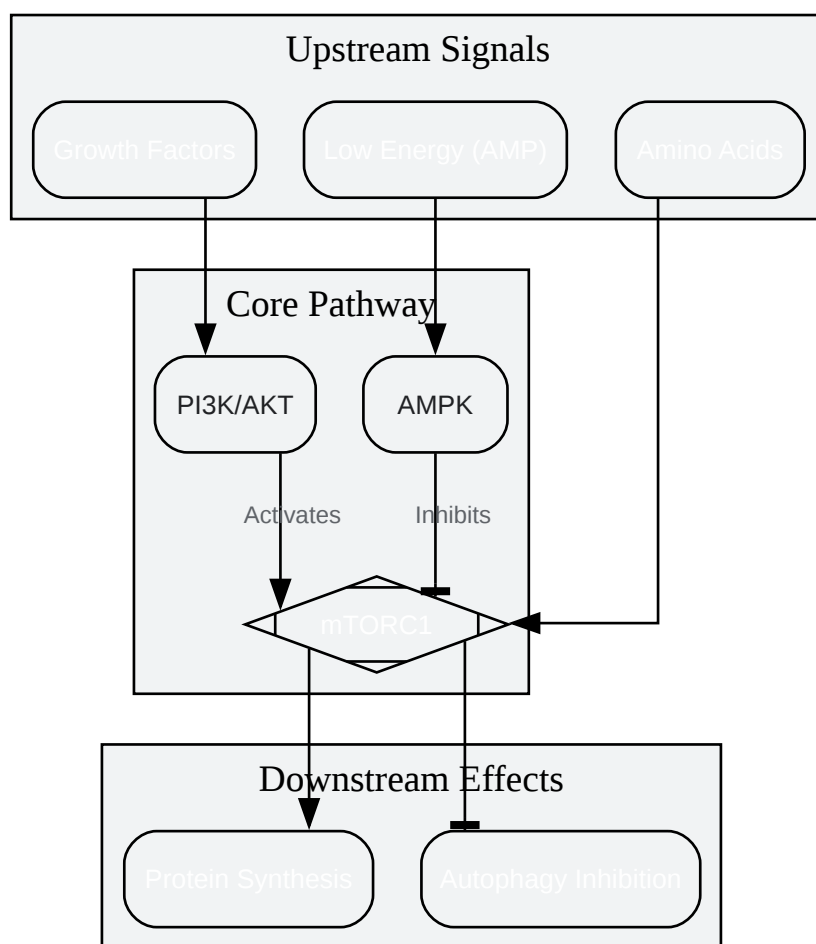 Upstream Signals
Growth Factors
Low Energy (AMP)
Amino Acids
Core Pathway
PI3K/AKT
AMPK
Activates
Inhibits
mTORC1
Downstream Effects
Protein Synthesis
Autophagy Inhibition